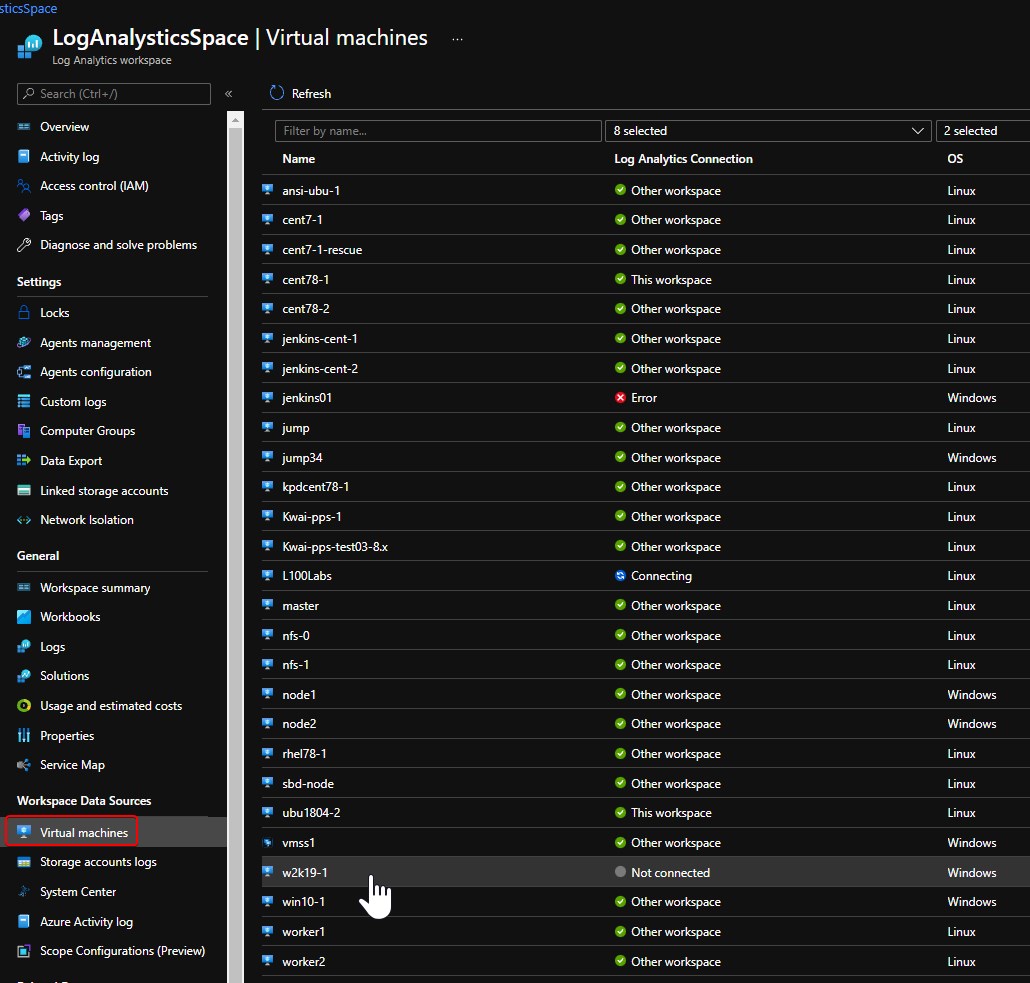 sticsSpace
LogAnalysticsSpace | Virtual machines ...
Log Analytics workspace
Search (Ctrl+/) «
Overview
Activity log
Access control (IAM)
Tags
Diagnose and solve problems
Settings
Locks
Agents management
Agents configuration
Custom logs
Computer Groups
Data Export
Linked storage accounts
Network Isolation
General
Workspace summary
Workbooks
Logs
Solutions
Usage and estimated costs
Properties
Service Map
Workspace Data Sources
Virtual machines
Storage accounts logs
System Center
Azure Activity log
Scope Configurations (Preview)
Refresh
Filter by name... 8 selected 2 selected
Name Log Analytics Connection OS
ansi-ubu-1 Other workspace Linux
cent7-1 Other workspace Linux
cent7-1-rescue Other workspace Linux
cent78-1 This workspace Linux
cent78-2 Other workspace Linux
jenkins-cent-1 Other workspace Linux
jenkins-cent-2 Other workspace Linux
jenkins01 Error Windows
jump Other workspace Linux
jump34 Other workspace Windows
kpdcent78-1 Other workspace Linux
Kwai-pps-1 Other workspace Linux
Kwai-pps-test03-8.x Other workspace Linux
L100Labs Connecting Linux
master Other workspace Linux
nfs-0 Other workspace Linux
nfs-1 Other workspace Linux
node1 Other workspace Windows
node2 Other workspace Windows
rhel78-1 Other workspace Linux
sbd-node Other workspace Linux
ubu1804-2 This workspace Linux
vmss1 Other workspace Windows
w2k19-1 Not connected Windows
win10-1 Other workspace Windows
worker1 Other workspace Linux
worker2 Other workspace Linux